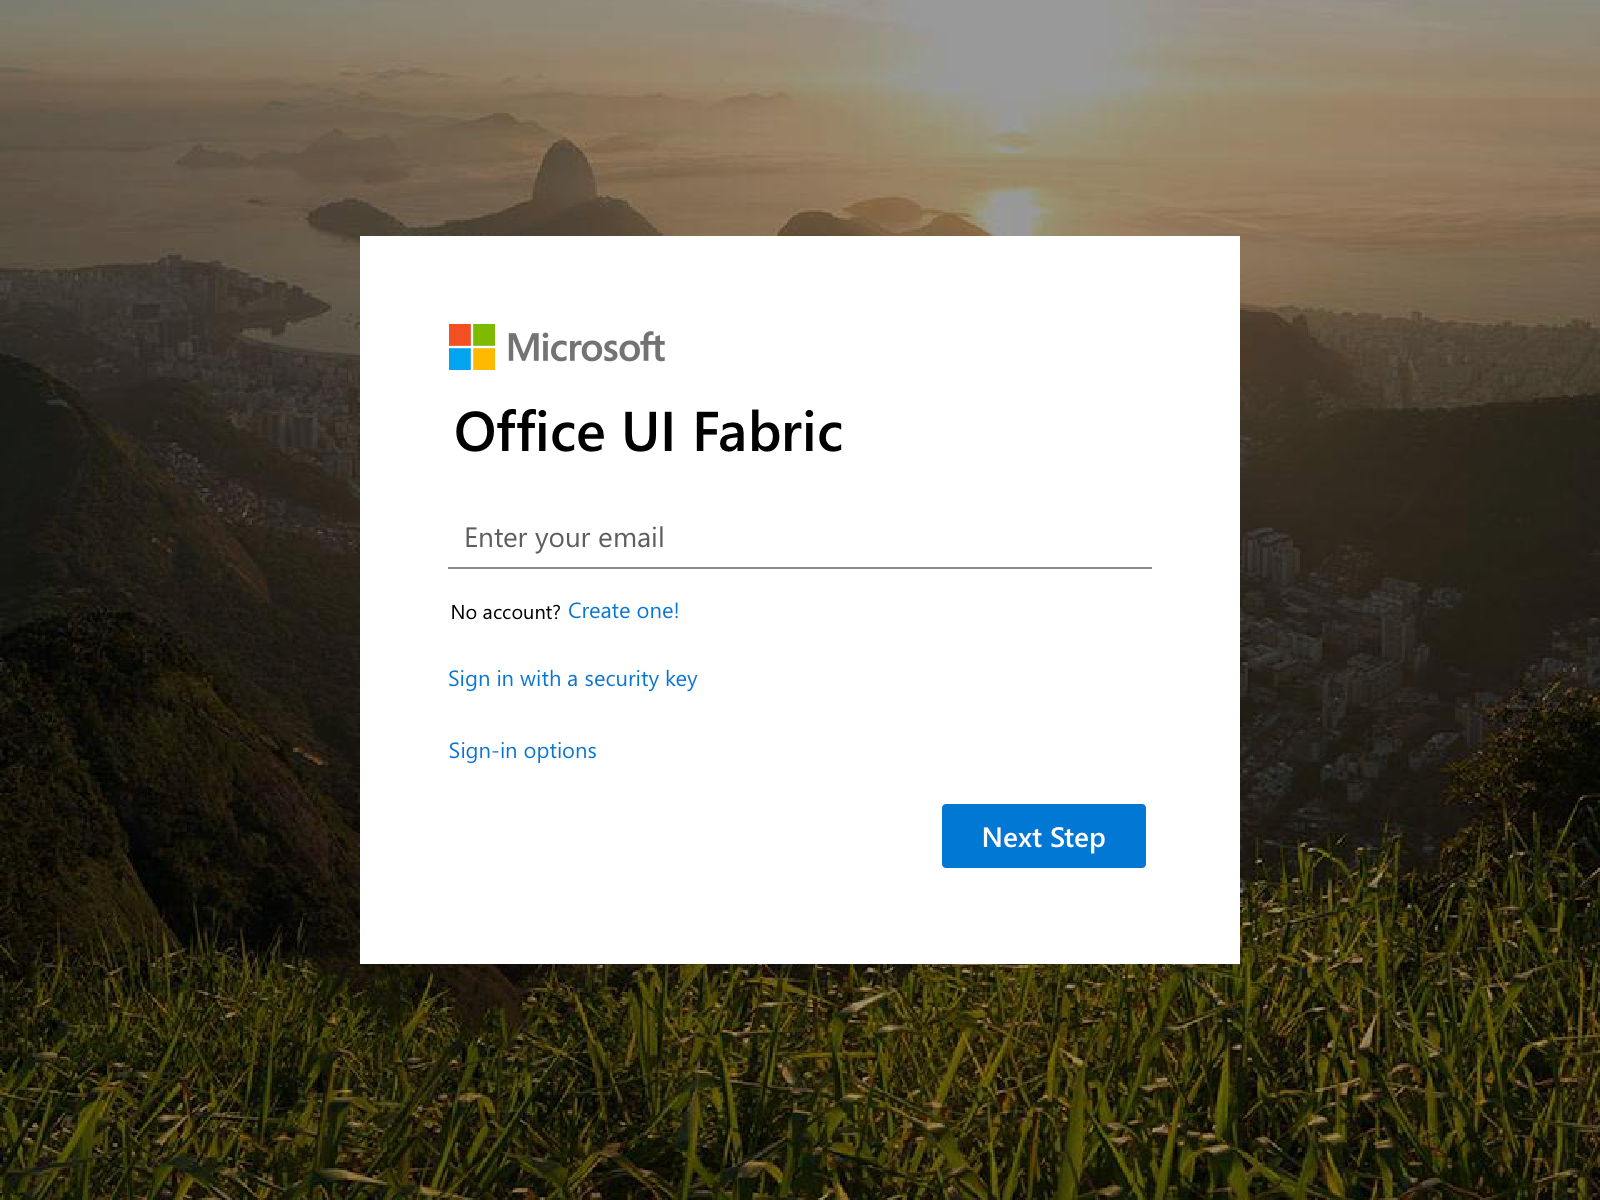 Microsoft
Office UI Fabric
Enter your email
No account? Create one!
Sign in with a security key
Sign-in options
Next Step